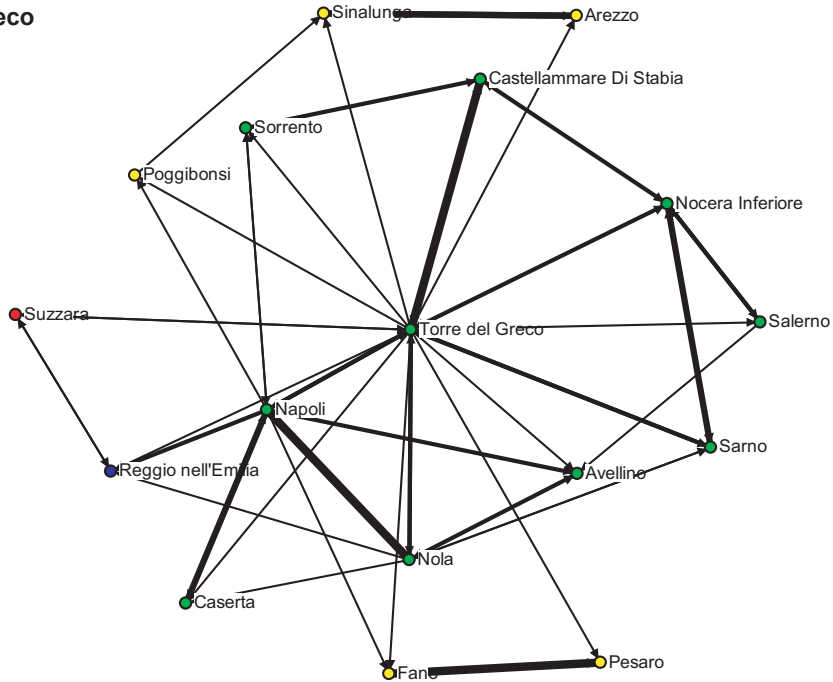 eco
Sinalunga
Arezzo
Castellammare Di Stabia
Sorrento
Poggibonsi
Nocera Inferiore
Suzzara
Torre del Greco
Salerno
Napoli
Sarno
Reggio nell'Emilia
Avellino
Nola
Caserta
Pesaro
Fano